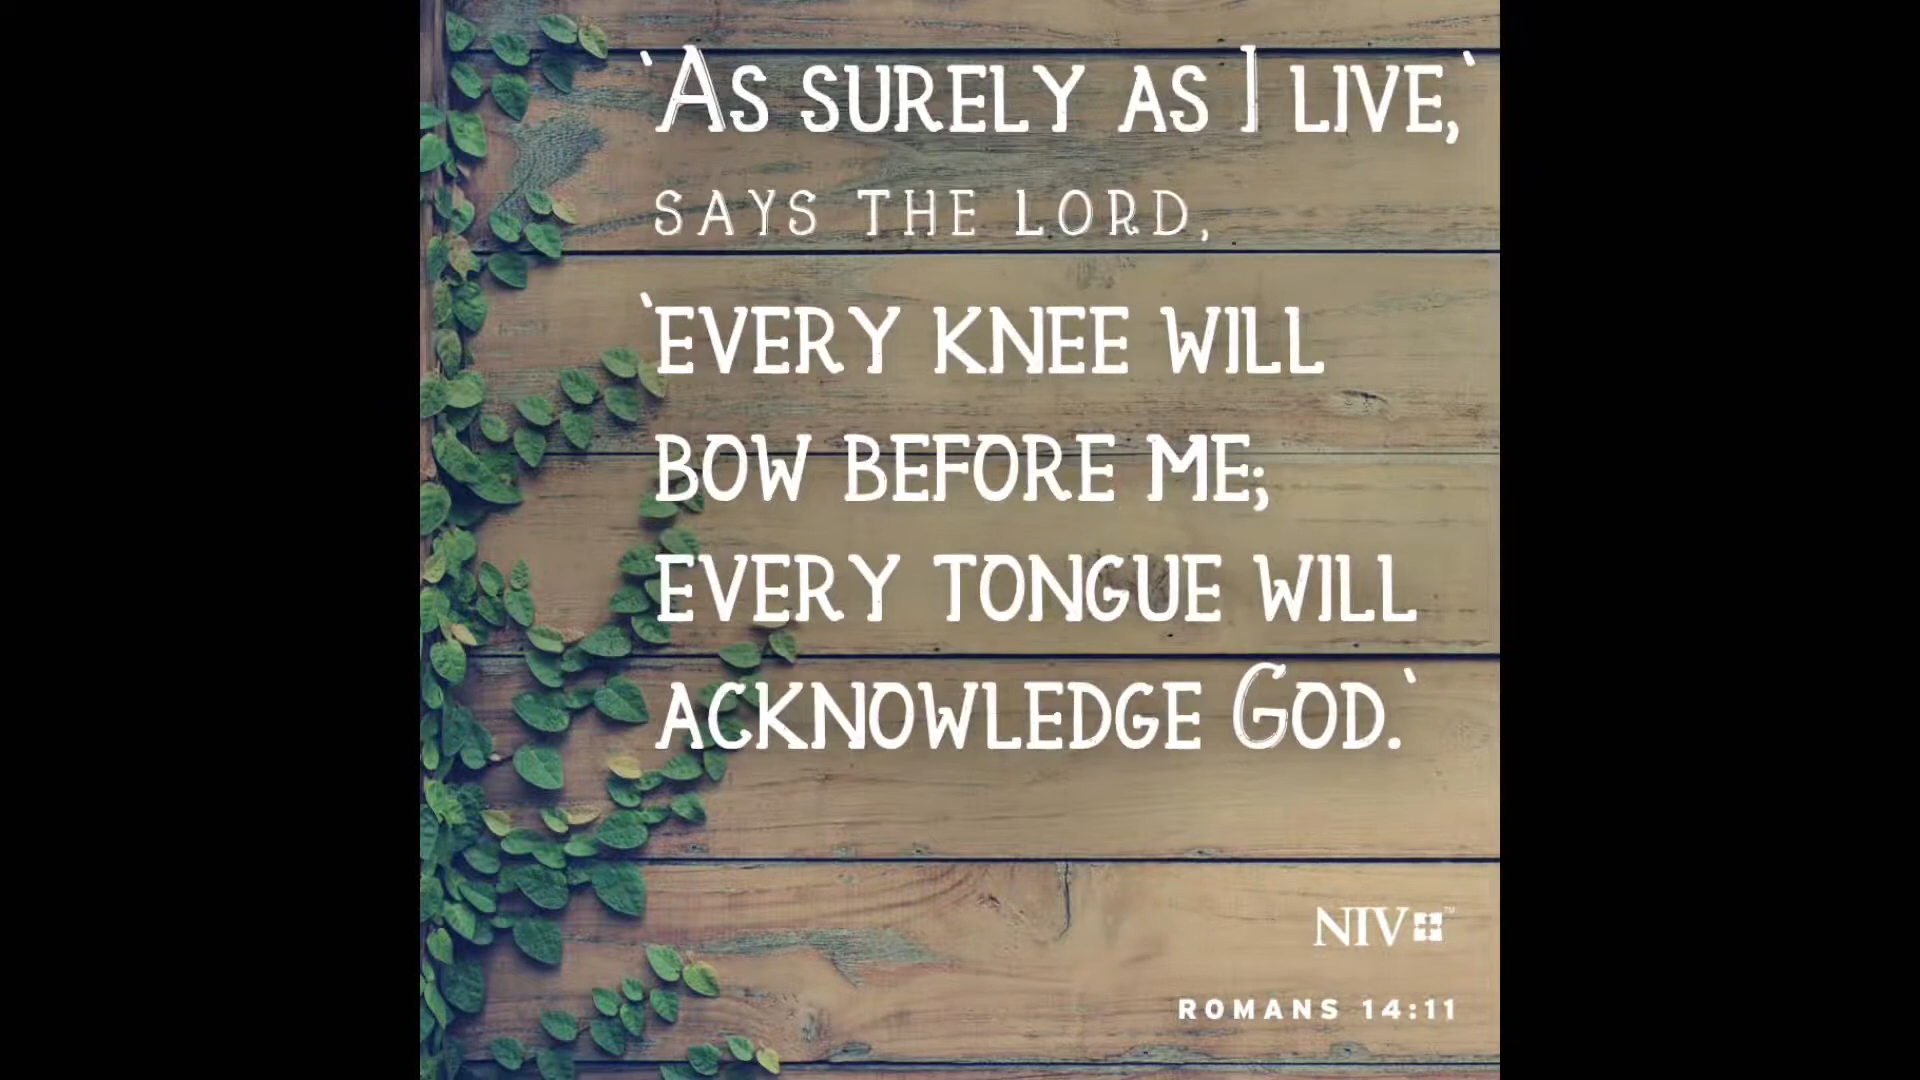 `As surely as I live,`
says the Lord,
`every knee will
bow before me;
every tongue will
acknowledge God.`
NIV™
ROMANS 14:11